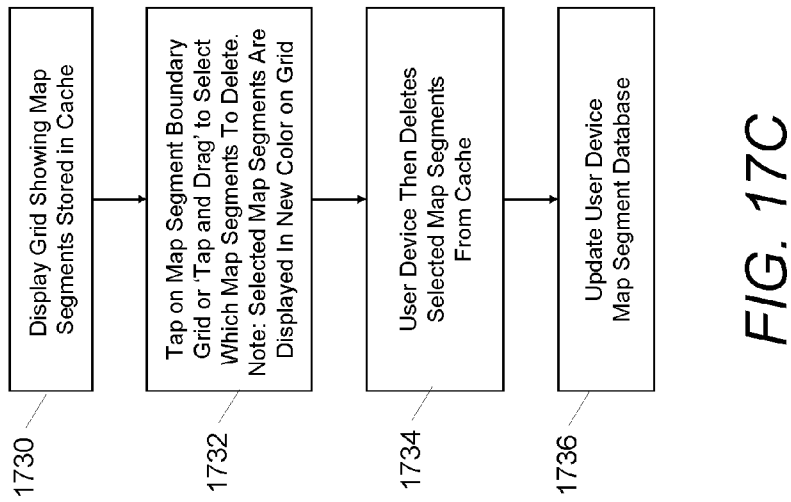 1730
Display Grid Showing Map
Segments Stored in Cache
1732
Tap on Map Segment Boundary
Grid or 'Tap and Drag' to Select
Which Map Segments To Delete.
Note: Selected Map Segments Are
Displayed In New Color on Grid
1734
User Device Then Deletes
Selected Map Segments
From Cache
1736
Update User Device
Map Segment Database
FIG. 17C